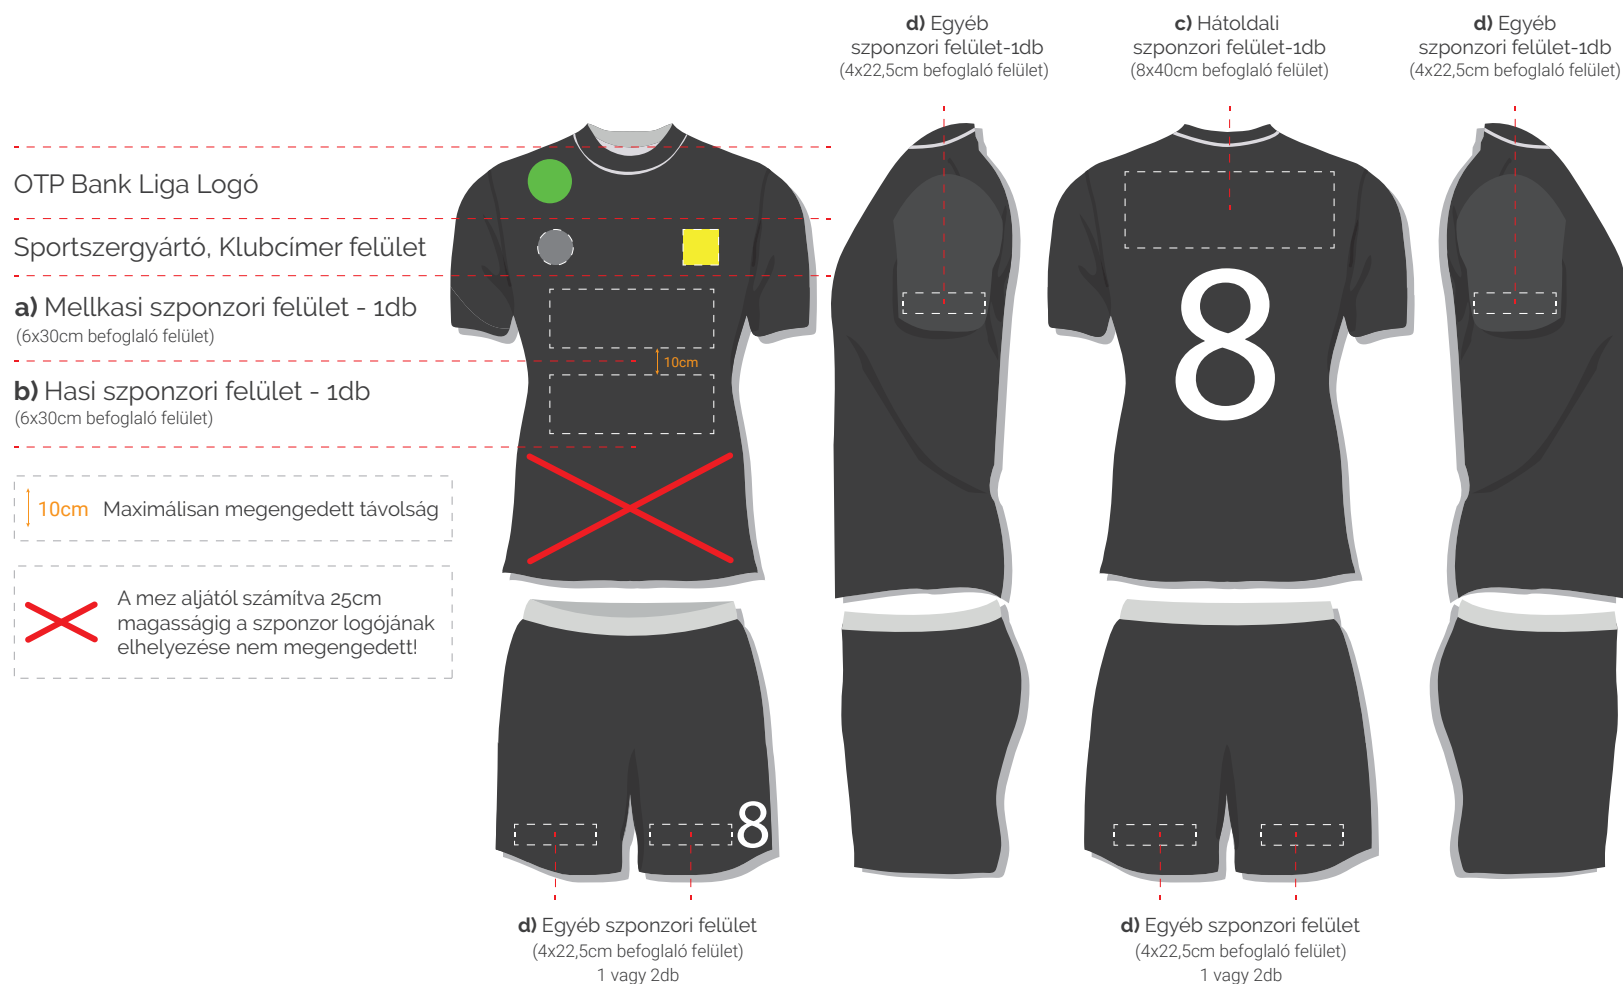 d) Egyéb
szponzori felület-1db
(4x22,5cm befoglaló felület)
c) Hátoldali
szponzori felület-1db
(8x40cm befoglaló felület)
d) Egyéb
szponzori felület-1db
(4x22,5cm befoglaló felület)
OTP Bank Liga Logó
Sportszergyártó, Klubcímer felület
a) Mellkasi szponzori felület - 1db
(6x30cm befoglaló felület)
10cm
b) Hasi szponzori felület - 1db
(6x30cm befoglaló felület)
8
10cm Maximálisan megengedett távolság
A mez aljától számítva 25cm
magasságig a szponzor logójának
elhelyezése nem megengedett!
8
d) Egyéb szponzori felület
(4x22,5cm befoglaló felület)
1 vagy 2db
d) Egyéb szponzori felület
(4x22,5cm befoglaló felület)
1 vagy 2db